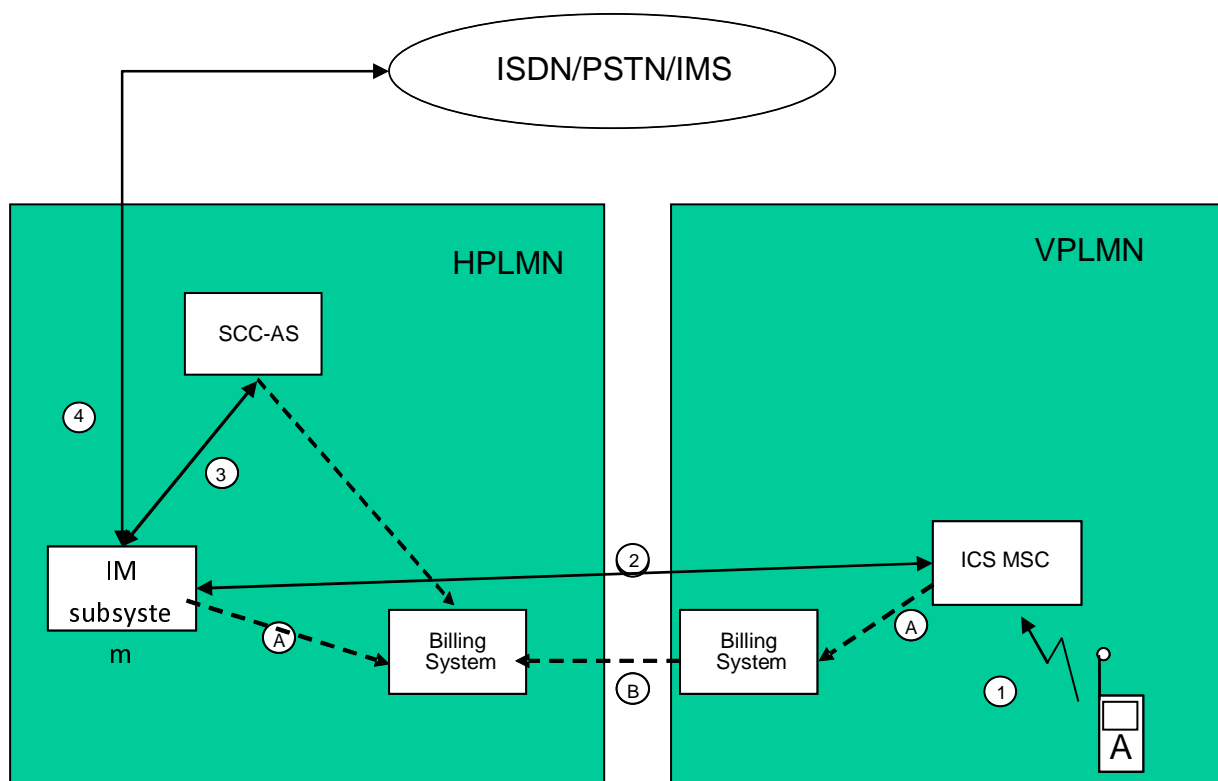 ISDN/PSTN/IMS
HPLMN
VPLMN
SCC-AS
4
3
2
IM
subsyste
m
ICS MSC
A
Billing
System
Billing
System
A
B
1
A